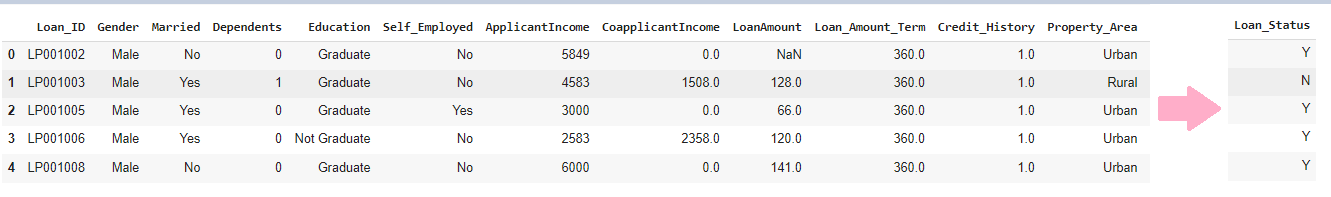 Loan_ID Gender Married Dependents Education Self_Employed ApplicantIncome CoapplicantIncome LoanAmount Loan_Amount_Term Credit_History Property_Area Loan_Status
0 LP001002 Male No 0 Graduate No 5849 0.0 NaN 360.0 1.0 Urban Y
1 LP001003 Male Yes 1 Graduate No 4583 1508.0 128.0 360.0 1.0 Rural N
2 LP001005 Male Yes 0 Graduate Yes 3000 0.0 66.0 360.0 1.0 Urban Y
3 LP001006 Male Yes 0 Not Graduate No 2583 2358.0 120.0 360.0 1.0 Urban Y
4 LP001008 Male No 0 Graduate No 6000 0.0 141.0 360.0 1.0 Urban Y